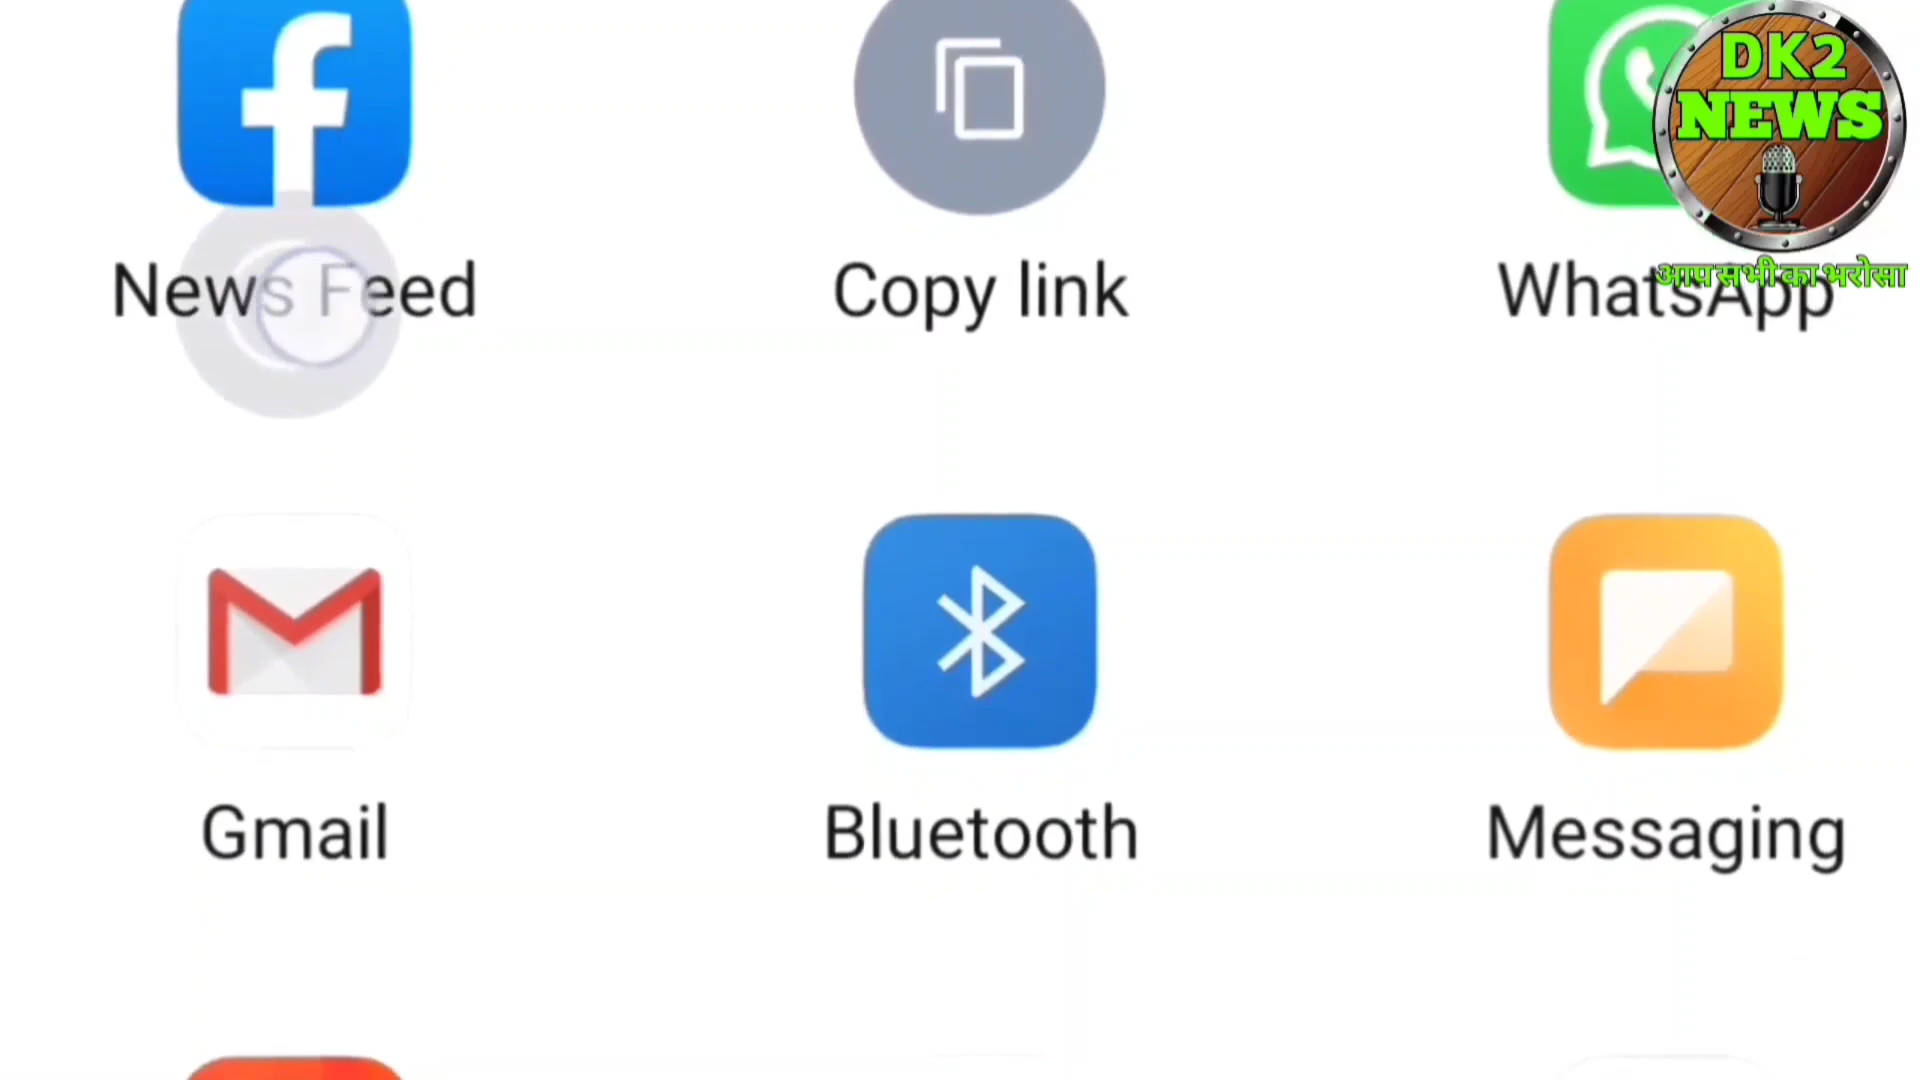 DK2
NEWS
आप सभी का भरोसा
News Feed
Copy link
WhatsApp
Gmail
Bluetooth
Messaging